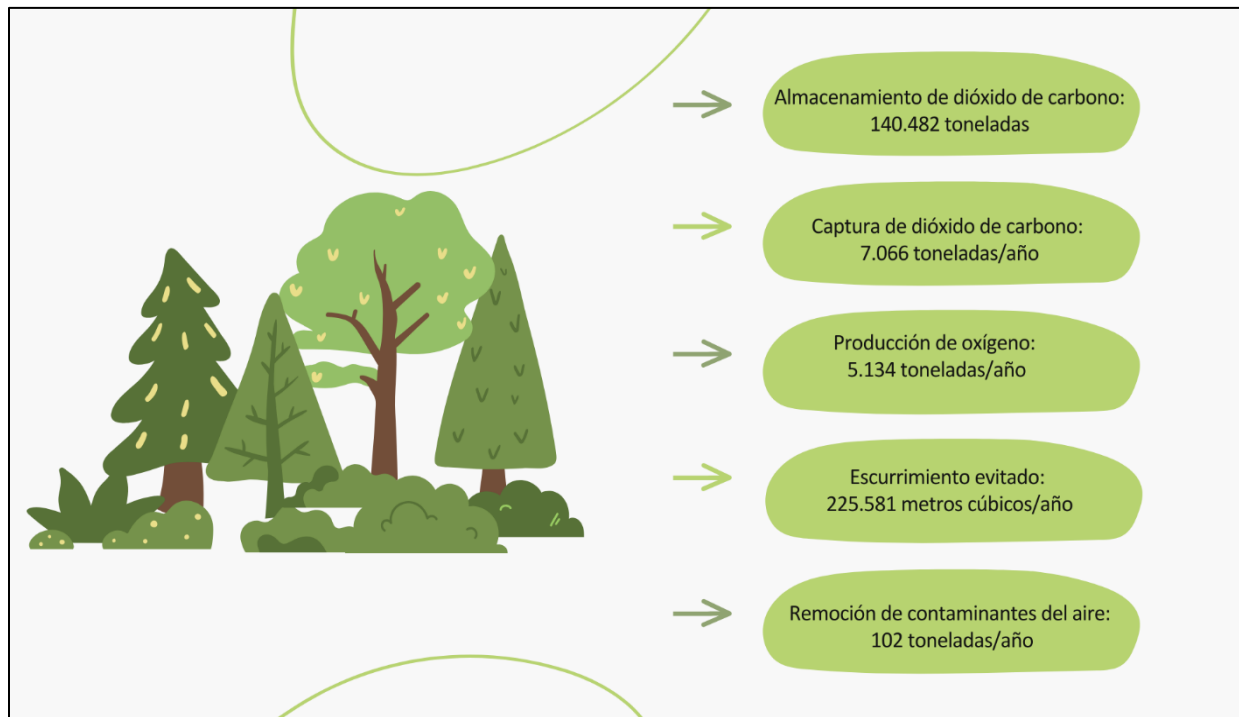 Almacenamiento de dióxido de carbono:
140.482 toneladas
Captura de dióxido de carbono:
7.066 toneladas/año
Producción de oxígeno:
5.134 toneladas/año
Escurrimiento evitado:
225.581 metros cúbicos/año
Remoción de contaminantes del aire:
102 toneladas/año